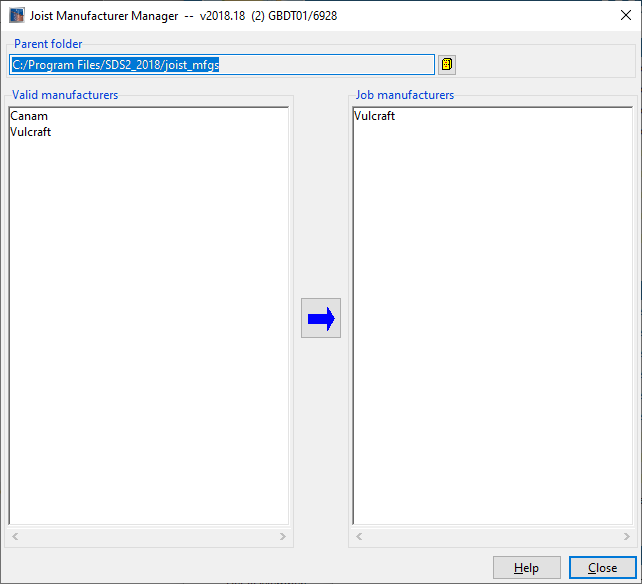 Joist Manufacturer Manager -- v2018.18 (2) GBDT01/6928
Parent folder
C:/Program Files/SDS2_2018/joist_mfgs
Valid manufacturers
Canam
Vulcraft
Job manufacturers
Vulcraft
Help
Close